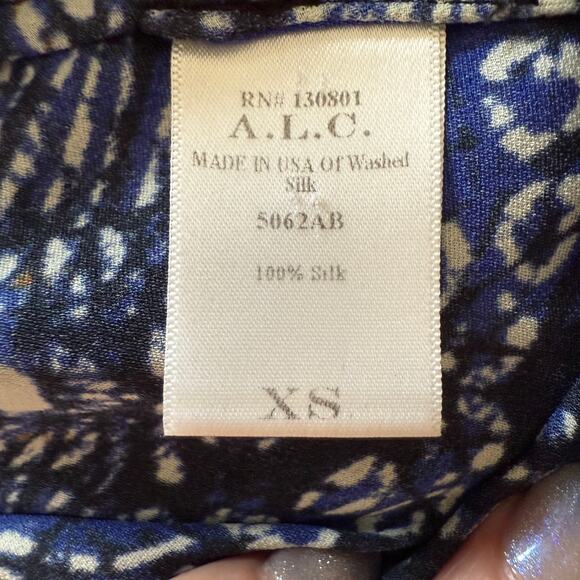 RN# 130801
A.L.C.
MADE IN USA Of Washed
Silk
5062AB
100% Silk
XS